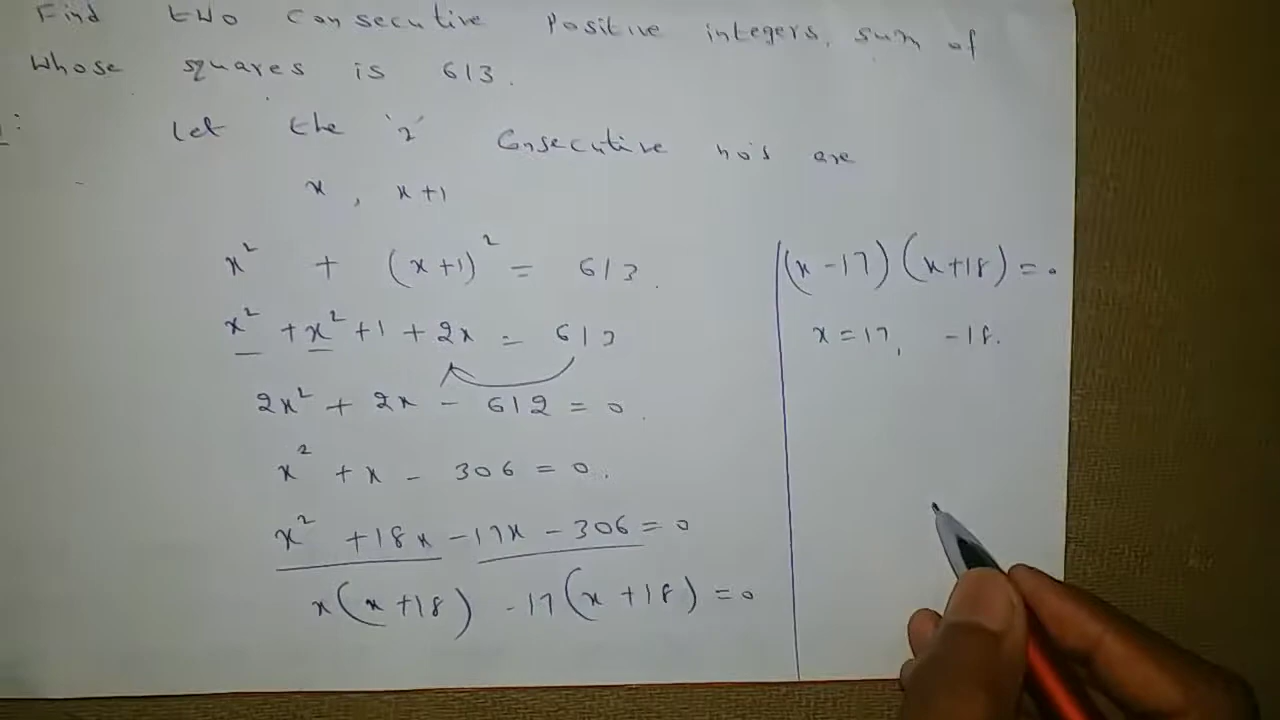 Find two consecutive positive integers, sum of
whose squares is 613.
Let the '2' consecutive no's are
x, x+1
x² + (x+1)² = 613.
x² + x² + 1 + 2x = 613
2x² + 2x - 612 = 0.
x² + x - 306 = 0.
x² + 18x - 17x - 306 = 0
x(x+18) - 17(x+18) = 0
(x-17)(x+18) = 0
x = 17, -18.